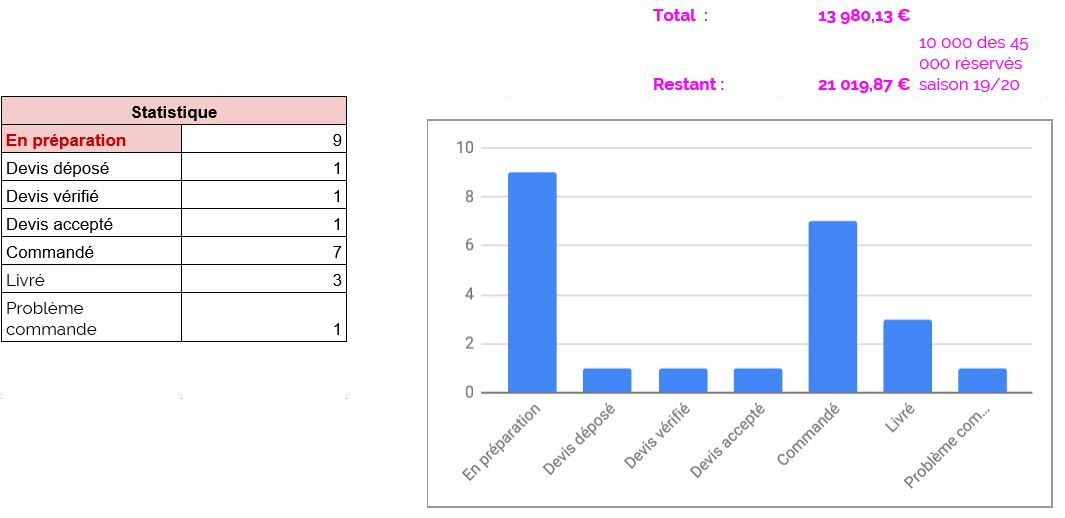 Total : 13 980,13 €
10 000 des 45
000 réservés
Restant : 21 019,87 € saison 19/20
Statistique
En préparation 9
Devis déposé 1
Devis vérifié 1
Devis accepté 1
Commandé 7
Livré 3
Problème
commande 1
10
8
6
4
2
0
En préparation
Devis déposé
Devis vérifié
Devis accepté
Commandé
Livré
Problème com...